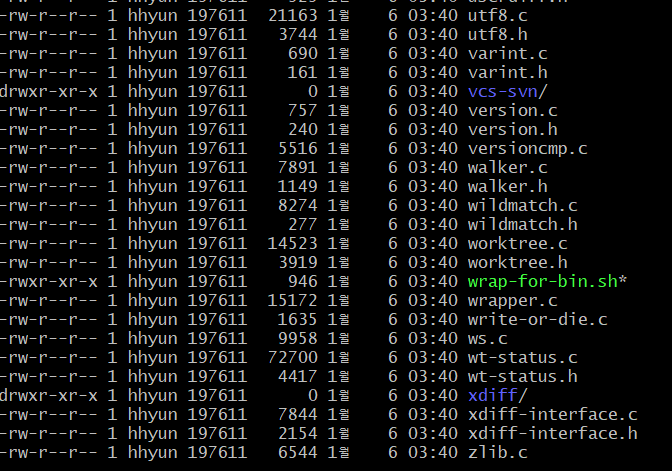 -rw-r--r-- 1 hhyun 197611 21163 1월 6 03:40 utf8.c
-rw-r--r-- 1 hhyun 197611 3744 1월 6 03:40 utf8.h
-rw-r--r-- 1 hhyun 197611 690 1월 6 03:40 varint.c
-rw-r--r-- 1 hhyun 197611 161 1월 6 03:40 varint.h
drwxr-xr-x 1 hhyun 197611 0 1월 6 03:40 vcs-svn/
-rw-r--r-- 1 hhyun 197611 757 1월 6 03:40 version.c
-rw-r--r-- 1 hhyun 197611 240 1월 6 03:40 version.h
-rw-r--r-- 1 hhyun 197611 5516 1월 6 03:40 versioncmp.c
-rw-r--r-- 1 hhyun 197611 7891 1월 6 03:40 walker.c
-rw-r--r-- 1 hhyun 197611 1149 1월 6 03:40 walker.h
-rw-r--r-- 1 hhyun 197611 8274 1월 6 03:40 wildmatch.c
-rw-r--r-- 1 hhyun 197611 277 1월 6 03:40 wildmatch.h
-rw-r--r-- 1 hhyun 197611 14523 1월 6 03:40 worktree.c
-rw-r--r-- 1 hhyun 197611 3919 1월 6 03:40 worktree.h
-rwxr-xr-x 1 hhyun 197611 946 1월 6 03:40 wrap-for-bin.sh*
-rw-r--r-- 1 hhyun 197611 15172 1월 6 03:40 wrapper.c
-rw-r--r-- 1 hhyun 197611 1635 1월 6 03:40 write-or-die.c
-rw-r--r-- 1 hhyun 197611 9958 1월 6 03:40 ws.c
-rw-r--r-- 1 hhyun 197611 72700 1월 6 03:40 wt-status.c
-rw-r--r-- 1 hhyun 197611 4417 1월 6 03:40 wt-status.h
drwxr-xr-x 1 hhyun 197611 0 1월 6 03:40 xdiff/
-rw-r--r-- 1 hhyun 197611 7844 1월 6 03:40 xdiff-interface.c
-rw-r--r-- 1 hhyun 197611 2154 1월 6 03:40 xdiff-interface.h
-rw-r--r-- 1 hhyun 197611 6544 1월 6 03:40 zlib.c